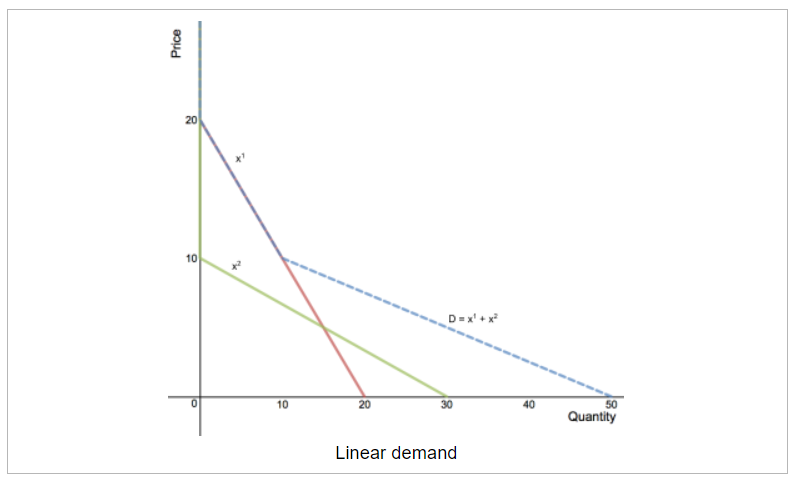 Price
20
x¹
10
x²
D = x¹ + x²
0 10 20 30 40 50
Quantity
Linear demand